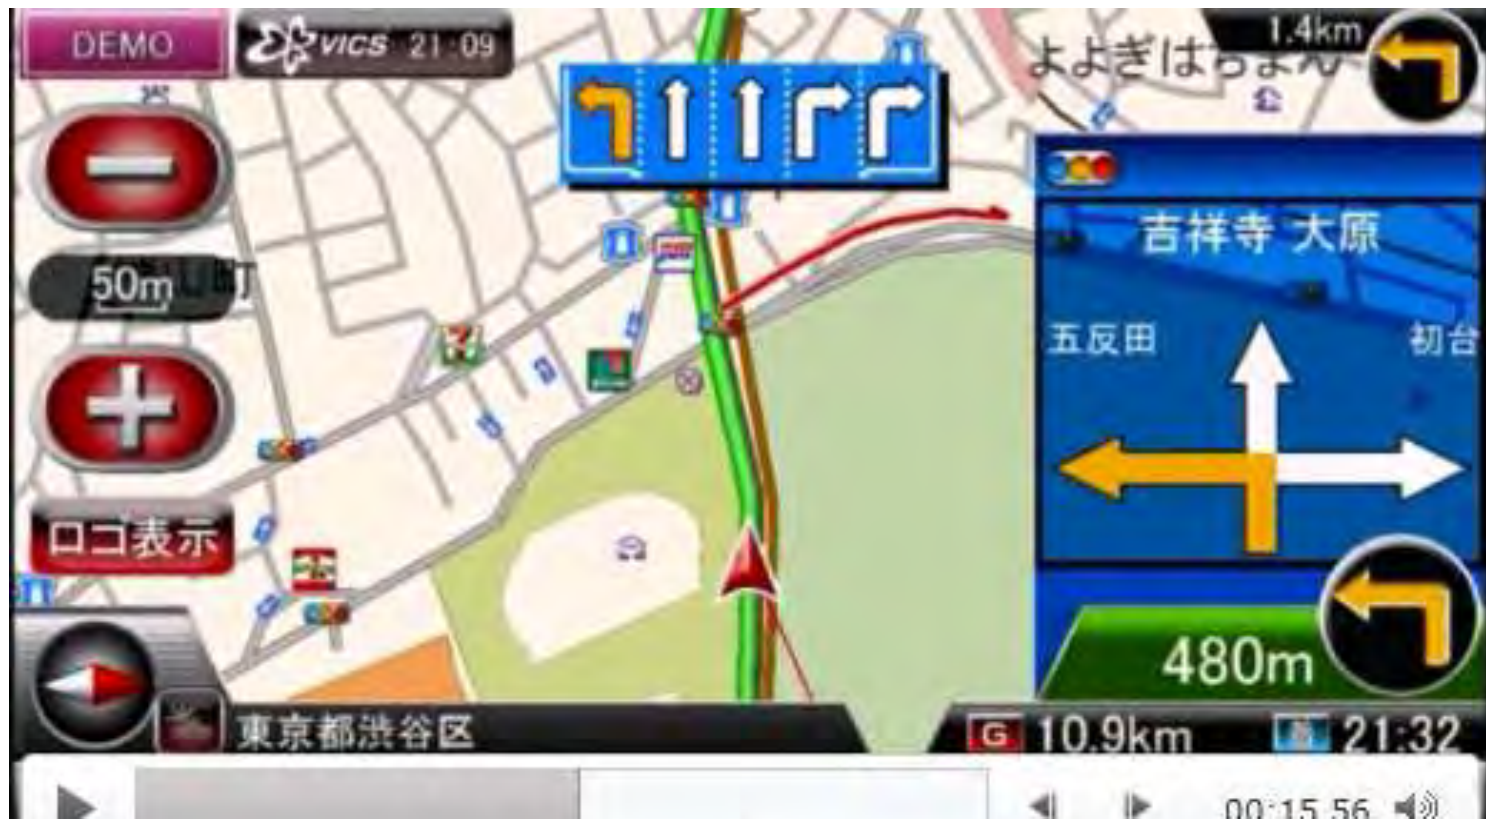 DEMO
VICS 21:09
1.4km
よよぎはちまん
吉祥寺 大原
50m
五反田
初台
ロゴ表示
480m
東京都渋谷区
G 10.9km
21:32
00:15.56